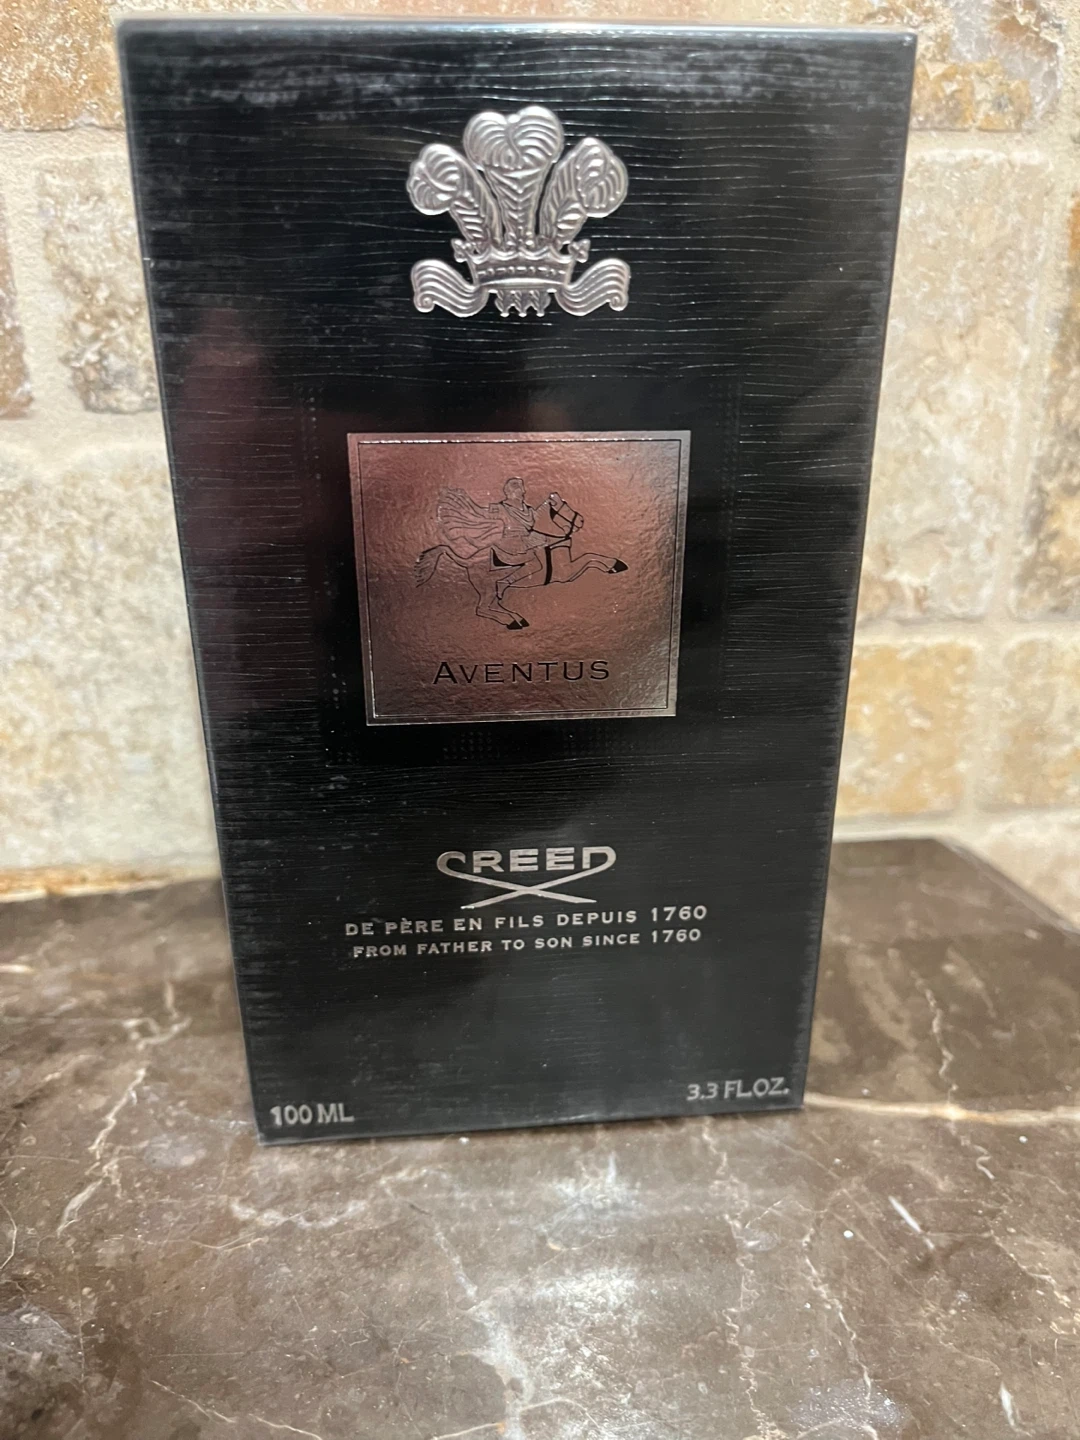 AVENTUS
CREED
DE PÈRE EN FILS DEPUIS 1760
FROM FATHER TO SON SINCE 1760
100 ML
3.3 FL.OZ.